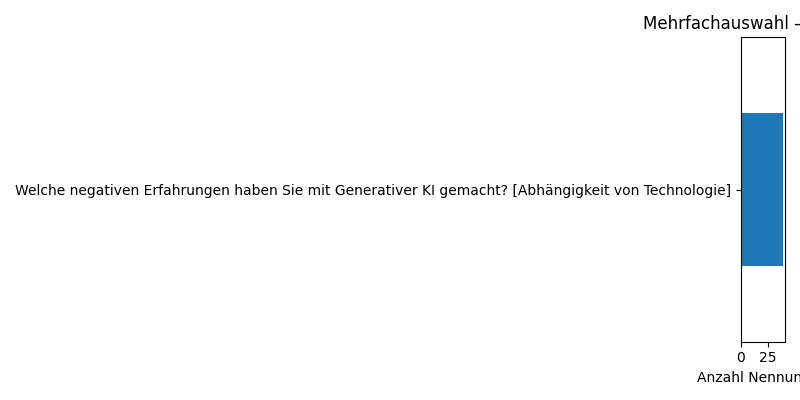 Mehrfachauswahl –
Welche negativen Erfahrungen haben Sie mit Generativer KI gemacht? [Abhängigkeit von Technologie]
0 25
Anzahl Nennun